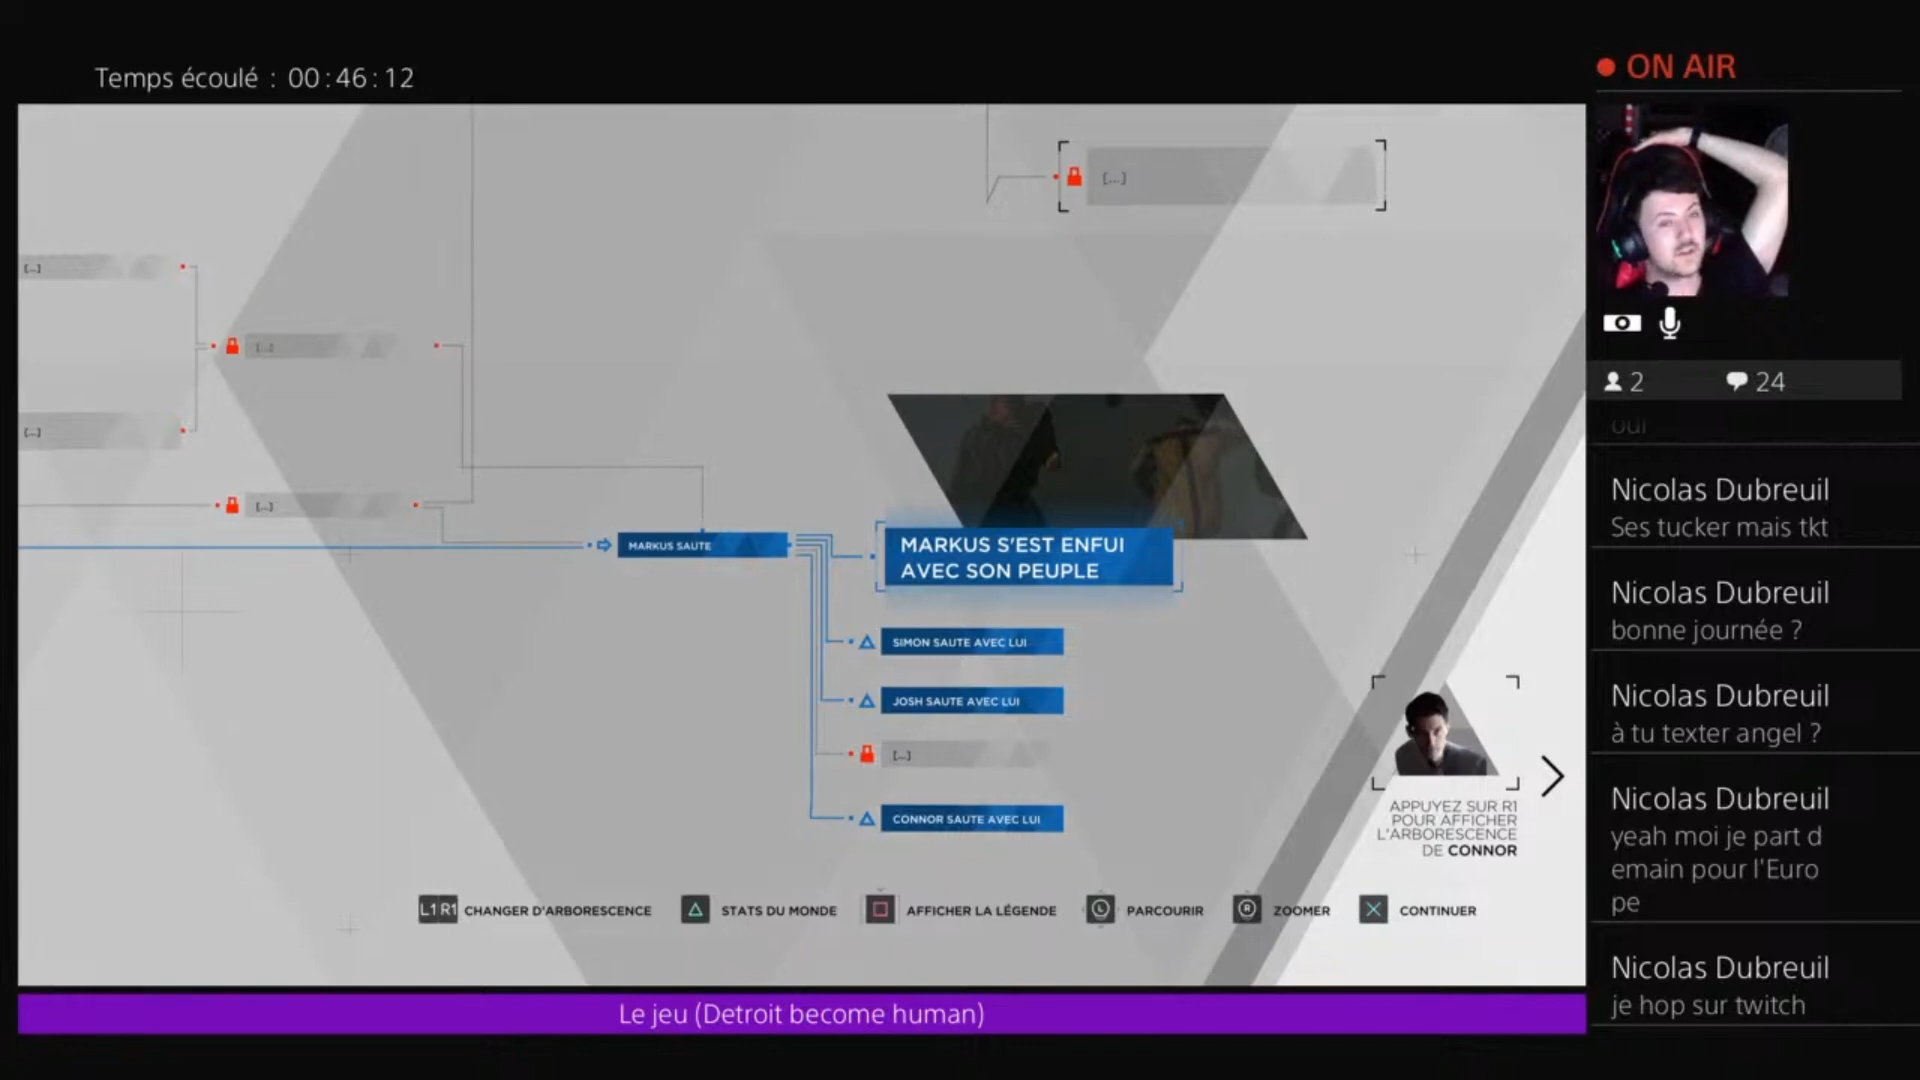 Temps écoulé : 00:46:12
ON AIR
[...]
[...]
[...]
[...]
[...]
MARKUS SAUTE
MARKUS S'EST ENFUI
AVEC SON PEUPLE
SIMON SAUTE AVEC LUI
JOSH SAUTE AVEC LUI
[...]
CONNOR SAUTE AVEC LUI
APPUYEZ SUR R1
POUR AFFICHER
L'ARBORESCENCE
DE CONNOR
L1 R1 CHANGER D'ARBORESCENCE
STATS DU MONDE
AFFICHER LA LÉGENDE
L PARCOURIR
R ZOOMER
CONTINUER
Le jeu (Detroit become human)
2
24
oui
Nicolas Dubreuil
Ses tucker mais tkt
Nicolas Dubreuil
bonne journée ?
Nicolas Dubreuil
à tu texter angel ?
Nicolas Dubreuil
yeah moi je part d
emain pour l'Euro
pe
Nicolas Dubreuil
je hop sur twitch